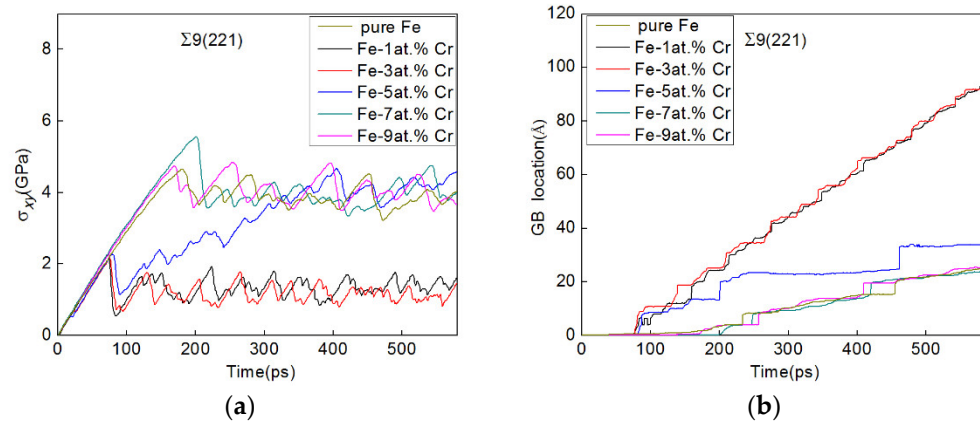 Σ9(221)
pure Fe
Fe-1at.% Cr
Fe-3at.% Cr
Fe-5at.% Cr
Fe-7at.% Cr
Fe-9at.% Cr
8
6
4
2
0
σxy(GPa)
0 100 200 300 400 500
Time(ps)
(a)
pure Fe
Fe-1at.% Cr
Fe-3at.% Cr
Fe-5at.% Cr
Fe-7at.% Cr
Fe-9at.% Cr
Σ9(221)
120
100
80
60
40
20
0
GB location(Å)
0 100 200 300 400 500
Time(ps)
(b)